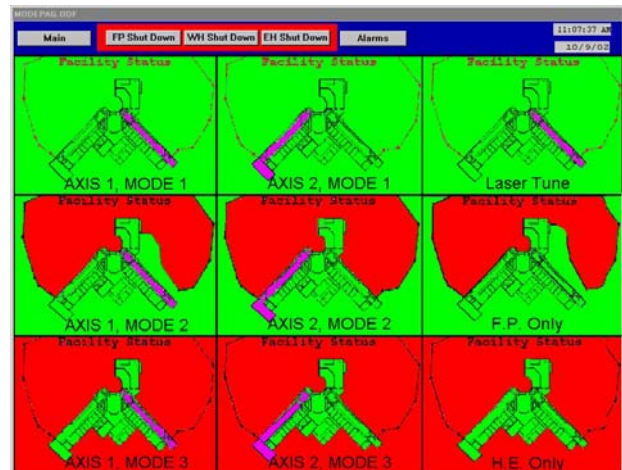 MODEPAG.DDF
Main FP Shut Down WH Shut Down EH Shut Down Alarms
11:07:37 AM
10/9/02
Facility Status Facility Status Facility Status
AXIS 1, MODE 1 AXIS 2, MODE 1 Laser Tune
Facility Status Facility Status Facility Status
AXIS 1, MODE 2 AXIS 2, MODE 2 F.P. Only
Facility Status Facility Status Facility Status
AXIS 1, MODE 3 AXIS 2, MODE 3 H.E. Only